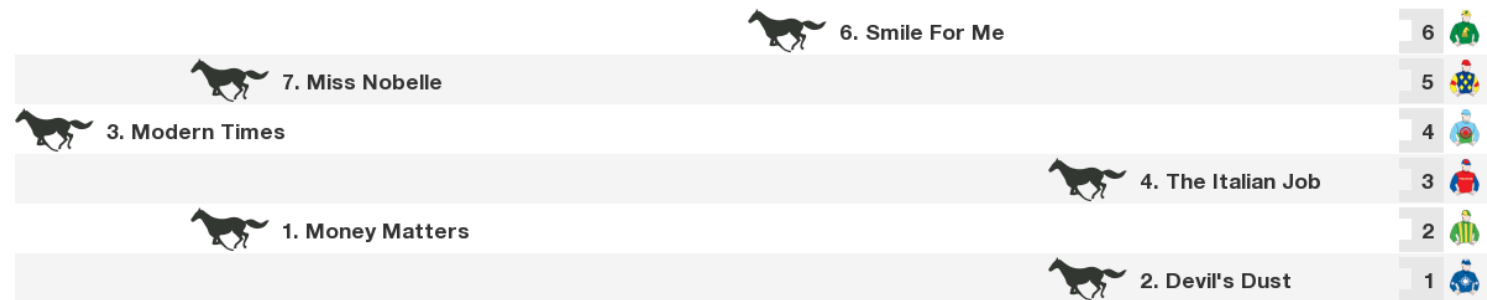 6. Smile For Me 6
7. Miss Nobelle 5
3. Modern Times 4
4. The Italian Job 3
1. Money Matters 2
2. Devil's Dust 1